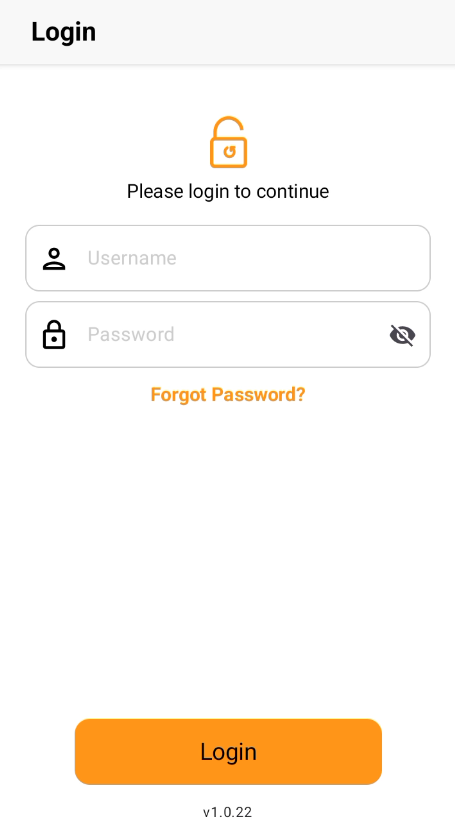 Login
Please login to continue
Username
Password
Forgot Password?
Login
v1.0.22